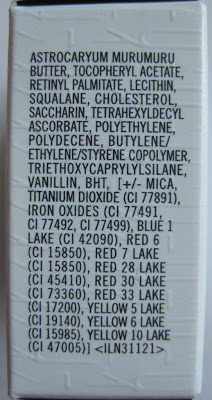 ASTROCARYUM MURUMURU
BUTTER, TOCOPHERYL ACETATE,
RETINYL PALMITATE, LECITHIN,
SQUALANE, CHOLESTEROL,
SACCHARIN, TETRAHEXYLDECYL
ASCORBATE, POLYETHYLENE,
POLYDECENE, BUTYLENE/
ETHYLENE/STYRENE COPOLYMER,
TRIETHOXYCAPRYLYLSILANE,
VANILLIN, BHT, [+/- MICA,
TITANIUM DIOXIDE (CI 77891),
IRON OXIDES (CI 77491,
CI 77492, CI 77499), BLUE 1
LAKE (CI 42090), RED 6
(CI 15850), RED 7 LAKE
(CI 15850), RED 28 LAKE
(CI 45410), RED 30 LAKE
(CI 73360), RED 33 LAKE
(CI 17200), YELLOW 5 LAKE
(CI 19140), YELLOW 6 LAKE
(CI 15985), YELLOW 10 LAKE
(CI 47005)] <ILN31121>